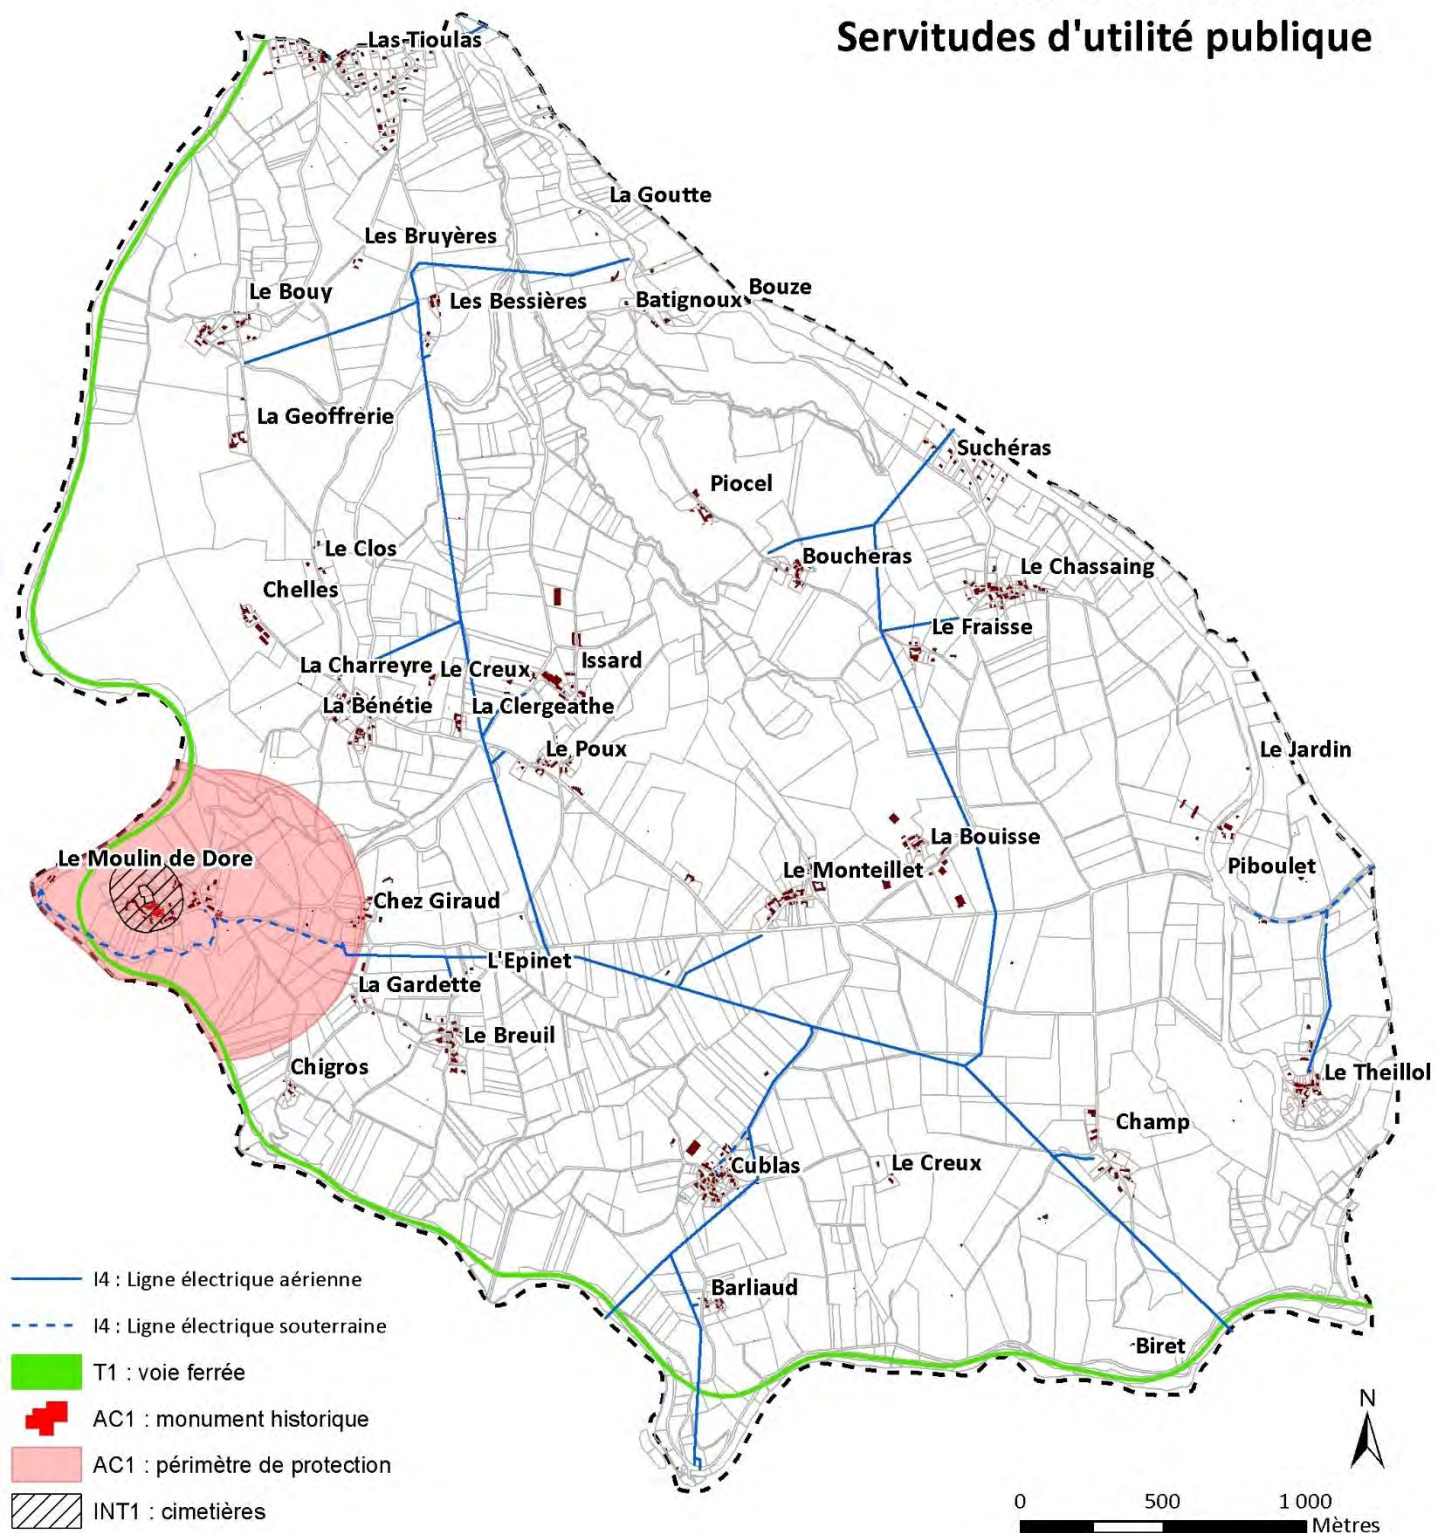 Servitudes d'utilité publique
Las Tioulas
La Goutte
Les Bruyères
Bouze
Le Bouy
Les Bessières
Batignoux
La Geoffrerie
Suchéras
Piocel
Le Clos
Boucheras
Le Chassaing
Chelles
Le Fraisse
La Charreyre
Le Creux
Issard
La Bénétie
La Clergeathe
Le Poux
Le Jardin
La Bouisse
Le Moulin de Dore
Le Monteillet
Piboulet
Chez Giraud
L'Epinet
La Gardette
Le Breuil
Chigros
Le Theillol
Champ
Cublas
Le Creux
Barliaud
Biret
I4 : Ligne électrique aérienne
I4 : Ligne électrique souterraine
T1 : voie ferrée
AC1 : monument historique
AC1 : périmètre de protection
INT1 : cimetières
N
0 500 1 000
Mètres